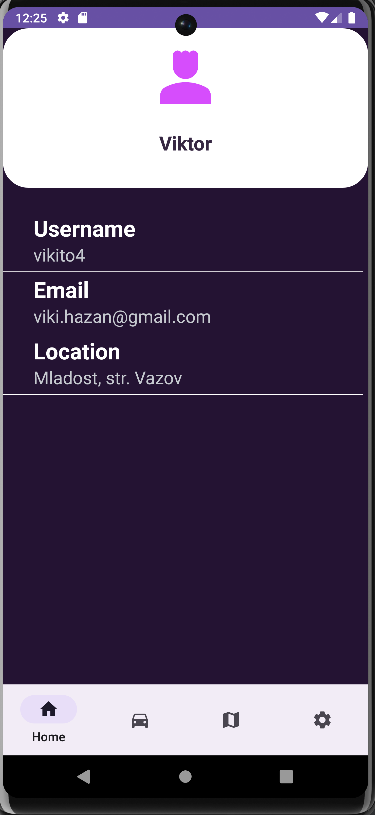 12:25
Viktor
Username
vikito4
Email
viki.hazan@gmail.com
Location
Mladost, str. Vazov
Home